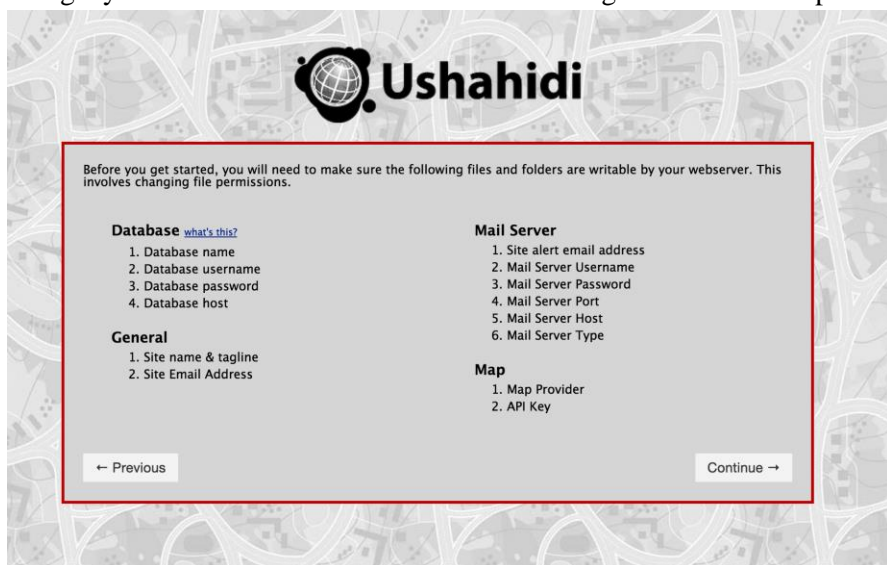 Ushahidi
Before you get started, you will need to make sure the following files and folders are writable by your webserver. This
involves changing file permissions.
Database what's this?
1. Database name
2. Database username
3. Database password
4. Database host
General
1. Site name & tagline
2. Site Email Address
Mail Server
1. Site alert email address
2. Mail Server Username
3. Mail Server Password
4. Mail Server Port
5. Mail Server Host
6. Mail Server Type
Map
1. Map Provider
2. API Key
← Previous
Continue →